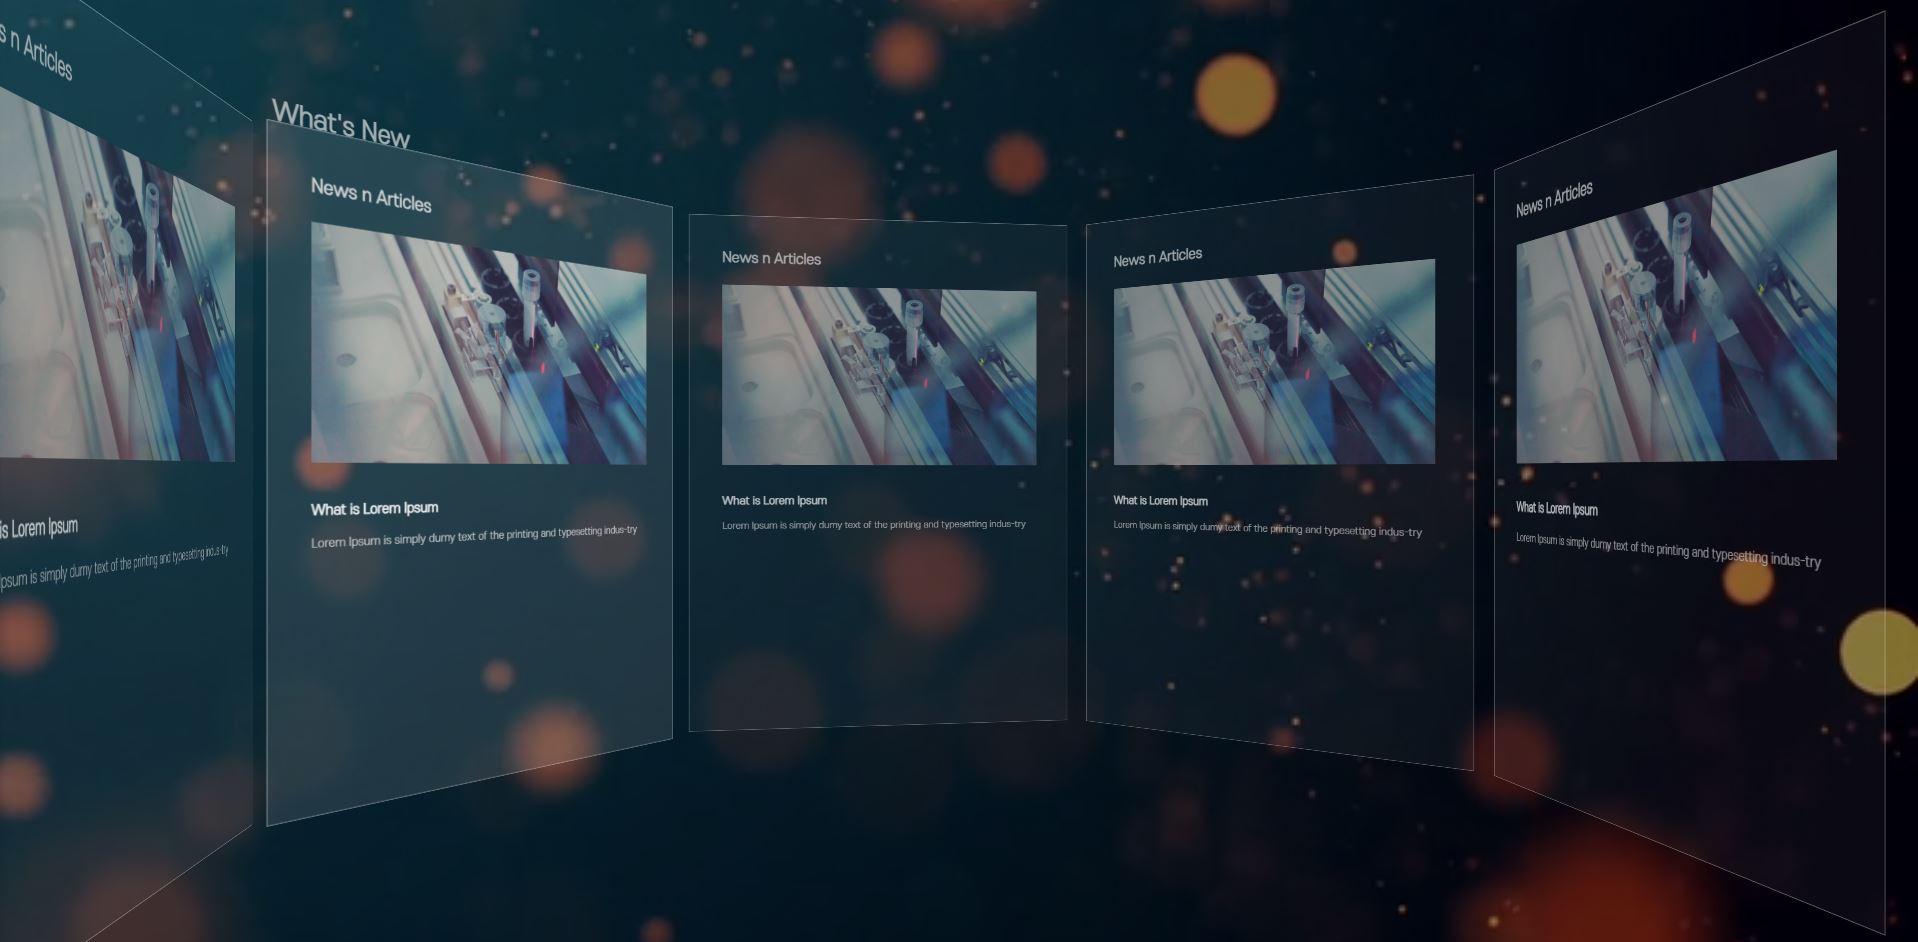 s n Articles
is Lorem Ipsum
psum is simply dumy text of the printing and typesetting indus-try
What's New
News n Articles
What is Lorem Ipsum
Lorem Ipsum is simply dumy text of the printing and typesetting indus-try
News n Articles
What is Lorem Ipsum
Lorem Ipsum is simply dumy text of the printing and typesetting indus-try
News n Articles
What is Lorem Ipsum
Lorem Ipsum is simply dumy text of the printing and typesetting indus-try
News n Articles
What is Lorem Ipsum
Lorem Ipsum is simply dumy text of the printing and typesetting indus-try